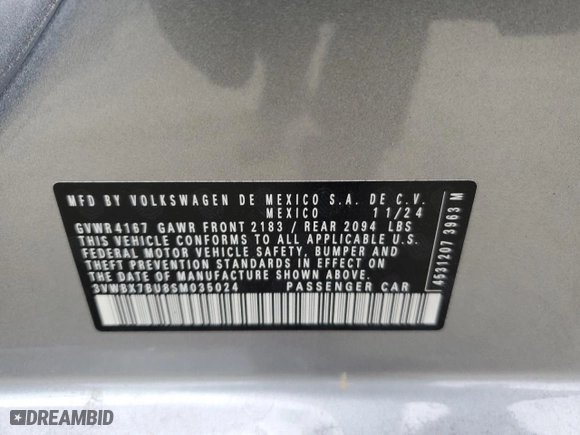 MFD BY VOLKSWAGEN DE MEXICO S.A. DE C.V.
MEXICO 11/24
GVWR4167 GAWR FRONT 2183 / REAR 2094 LBS
THIS VEHICLE CONFORMS TO ALL APPLICABLE U.S.
FEDERAL MOTOR VEHICLE SAFETY, BUMPER AND
THEFT PREVENTION STANDARDS IN EFFECT ON
THE DATE OF MANUFACTURE SHOWN ABOVE
3VWBX7BU8SM035024 PASSENGER CAR
4531207 3963 M
DREAMBID